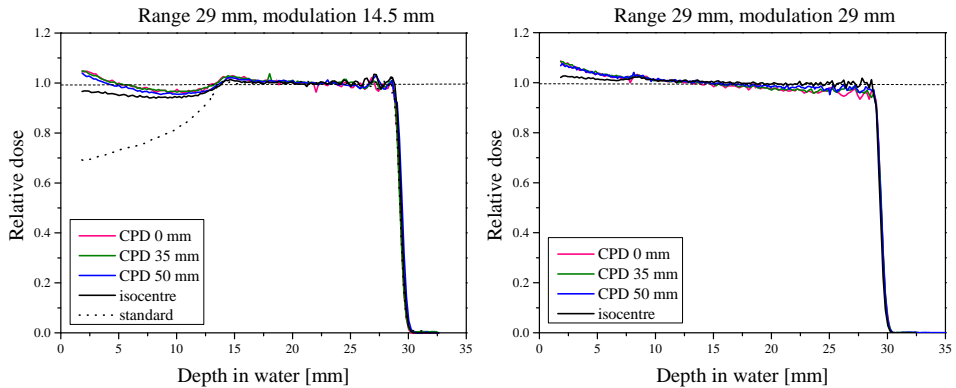 Range 29 mm, modulation 14.5 mm
1.2
1.0
0.8
0.6
0.4
0.2
0.0
Relative dose
CPD 0 mm
CPD 35 mm
CPD 50 mm
isocentre
standard
0 5 10 15 20 25 30 35
Depth in water [mm]
Range 29 mm, modulation 29 mm
1.2
1.0
0.8
0.6
0.4
0.2
0.0
Relative dose
CPD 0 mm
CPD 35 mm
CPD 50 mm
isocentre
0 5 10 15 20 25 30 35
Depth in water [mm]